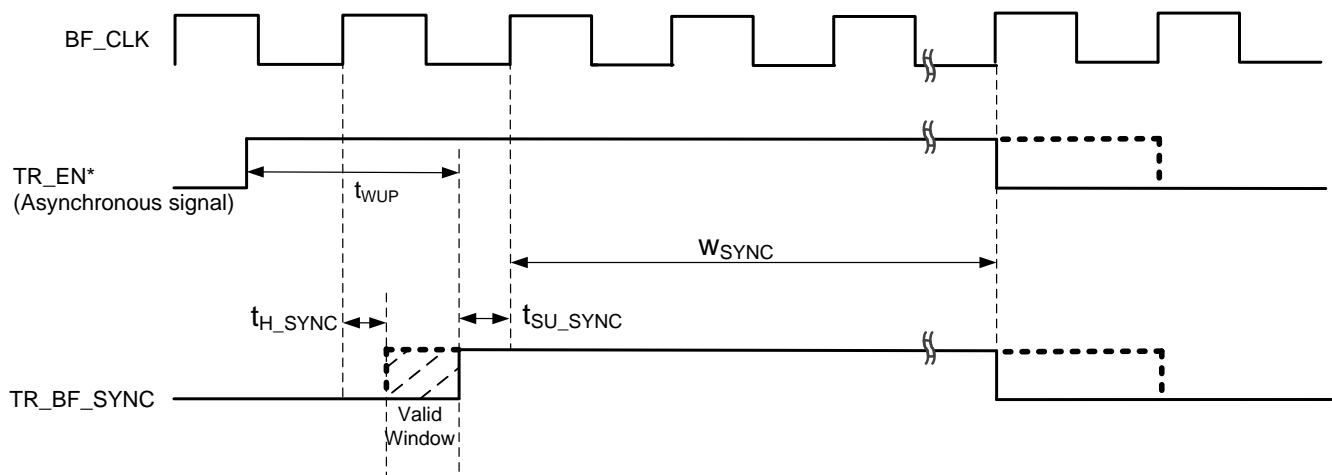 BF_CLK
TR_EN*
(Asynchronous signal)
tWUP
wSYNC
tH_SYNC
tSU_SYNC
TR_BF_SYNC
Valid
Window